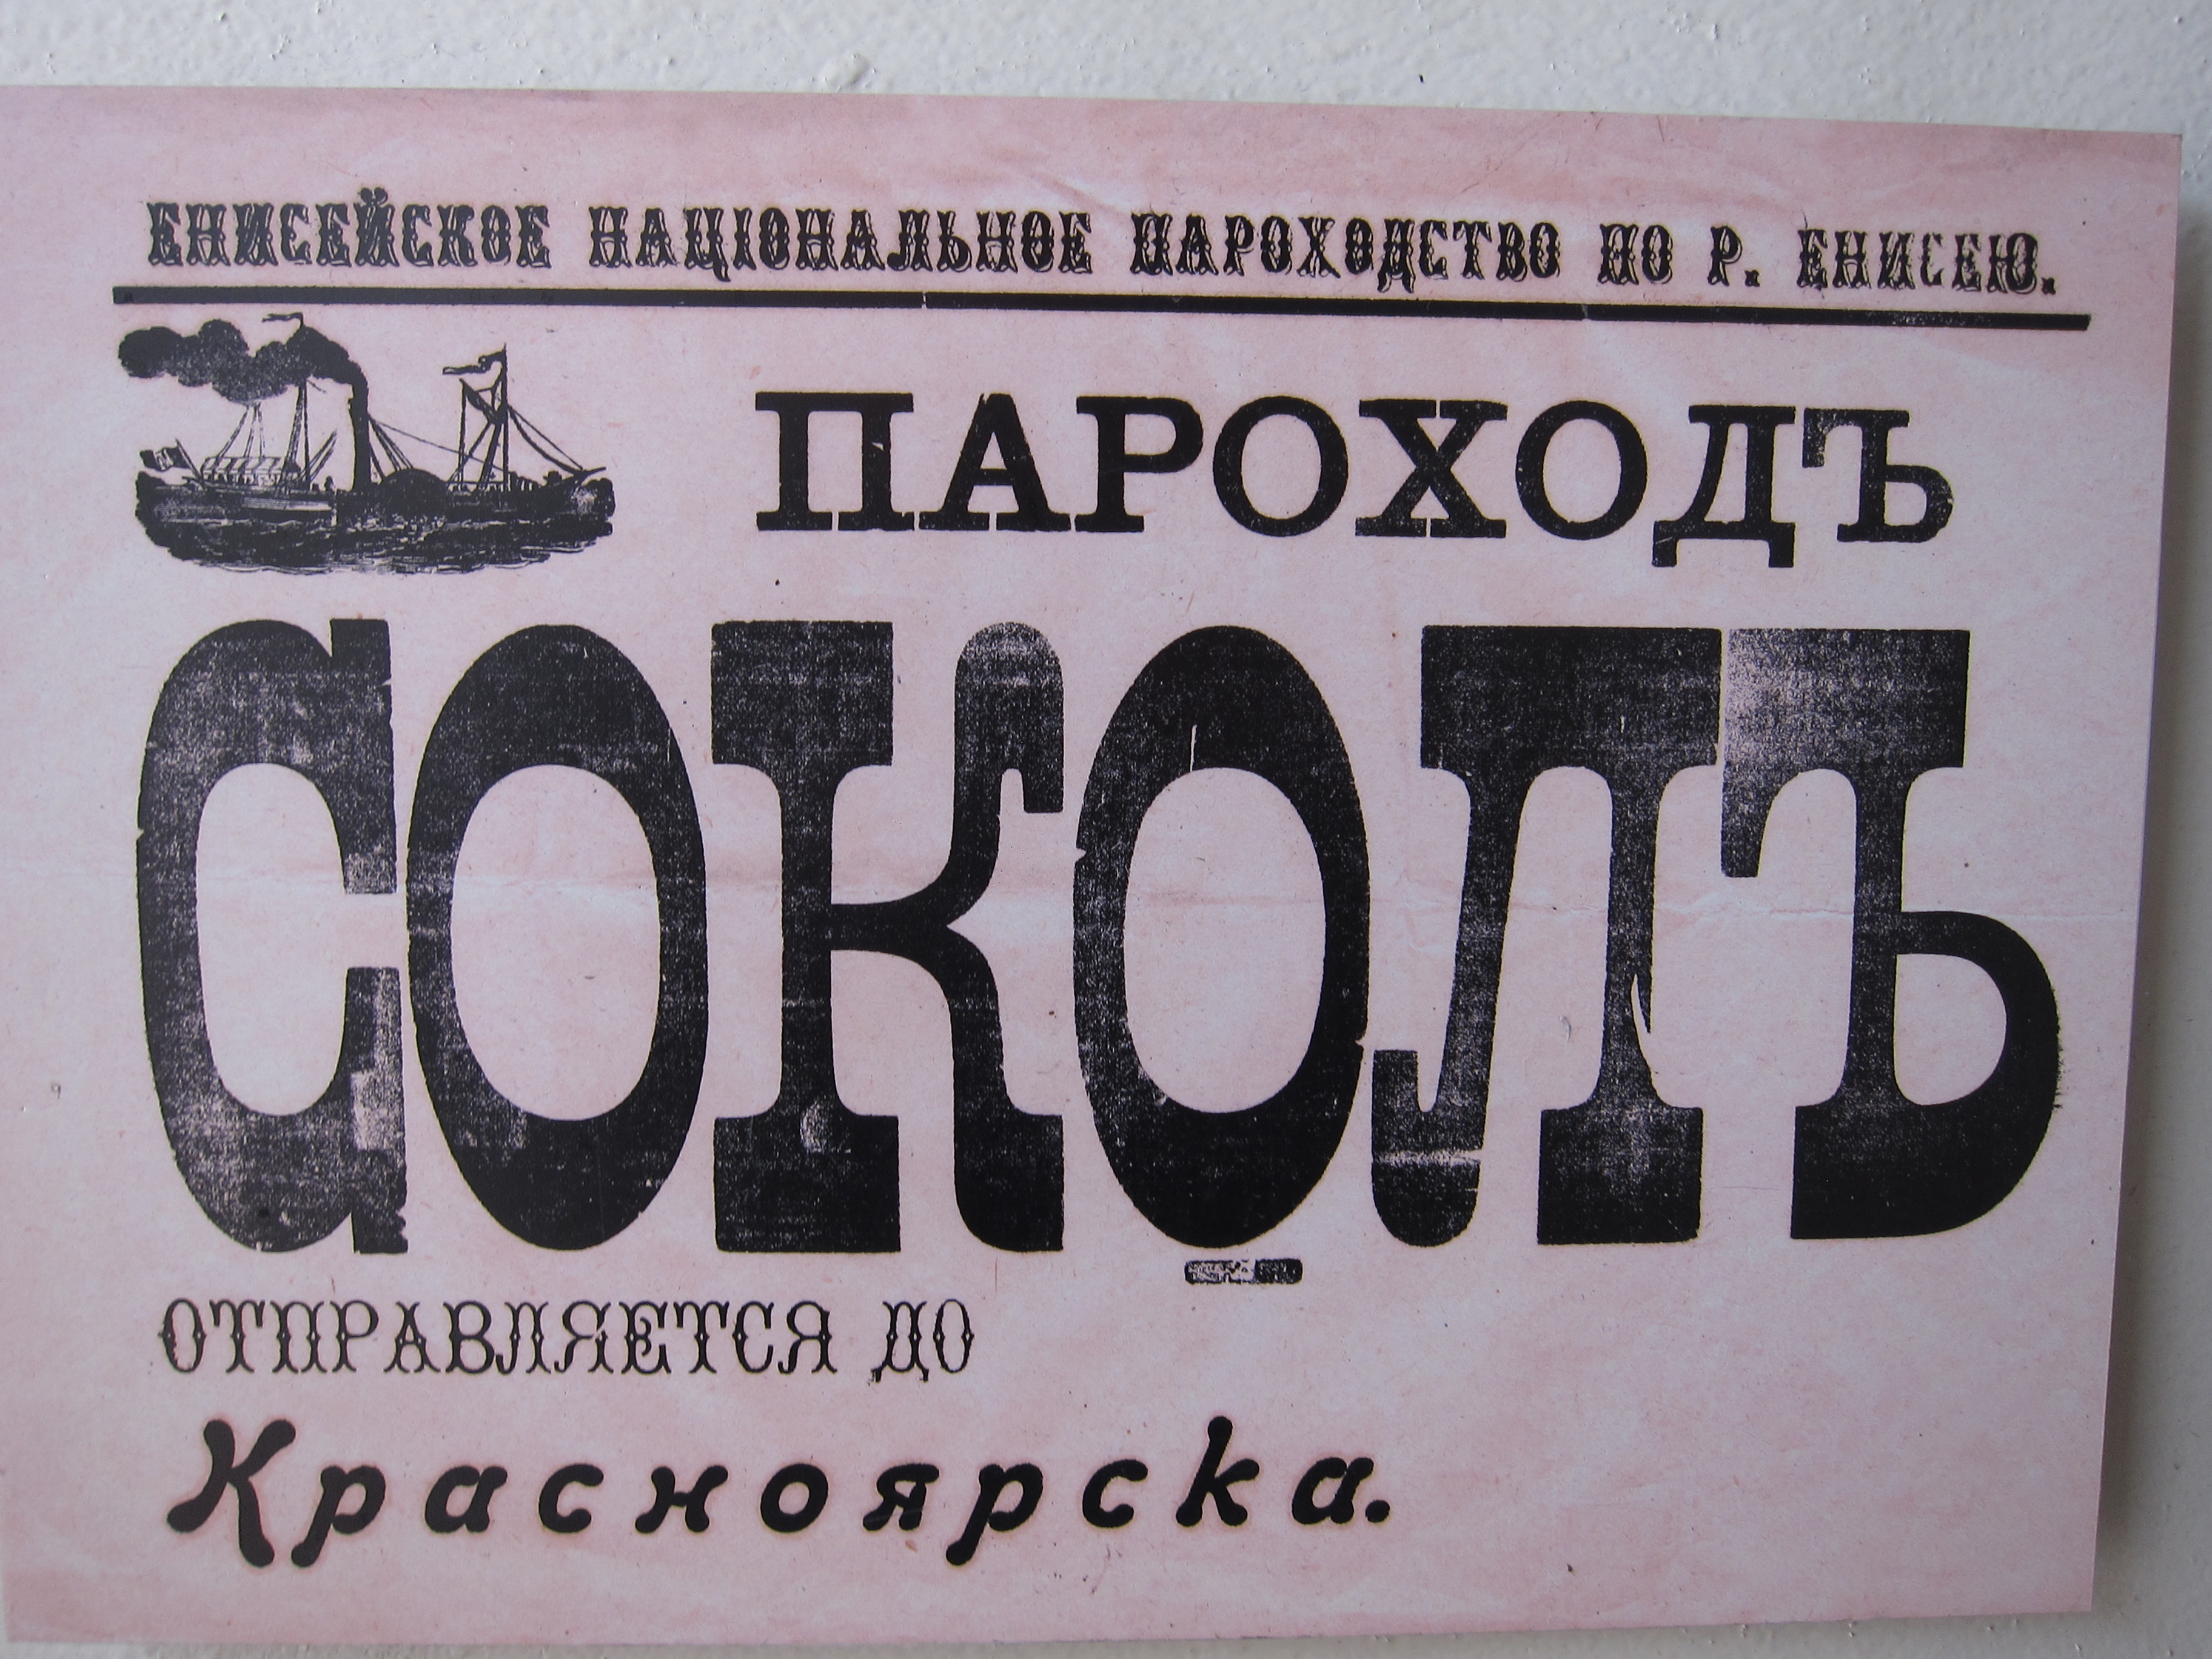 ЕНИСЕЙСКОЕ НАЦІОНАЛЬНОЕ ПАРОХОДСТВО ПО Р. ЕНИСЕЮ.
ПАРОХОДЪ
СОКОЛЪ
ОТПРАВЛЯЕТСЯ ДО
Красноярска.